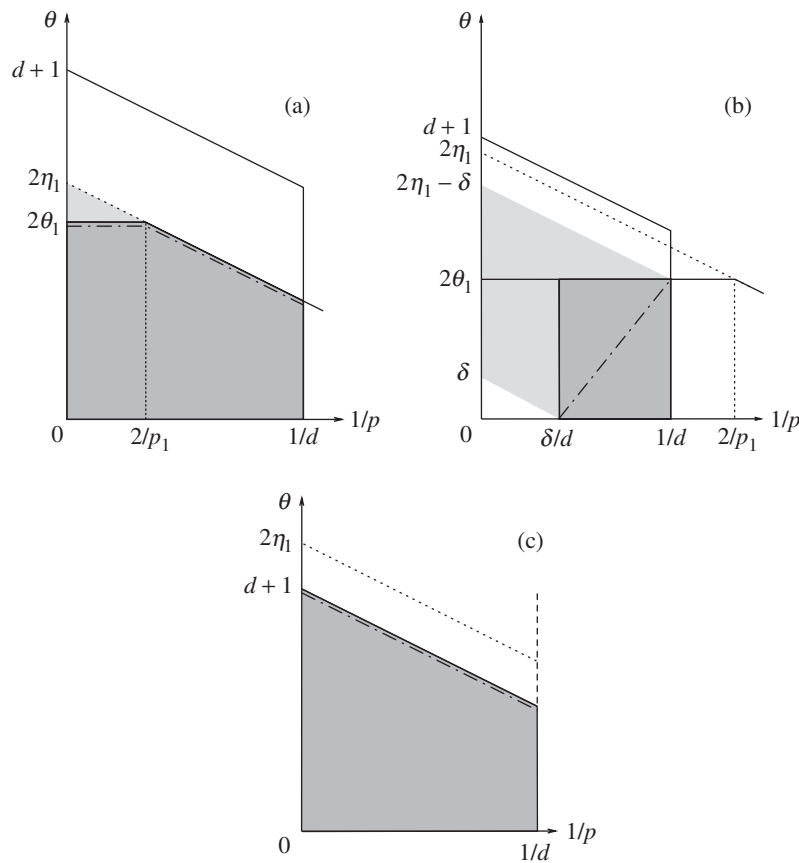 θ
d + 1
(a)
2η₁
2θ₁
0
2/p₁
1/d
1/p
θ
(b)
d + 1
2η₁
2η₁ − δ
2θ₁
δ
0
δ/d
1/d
2/p₁
1/p
θ
2η₁
(c)
d + 1
0
1/d
1/p